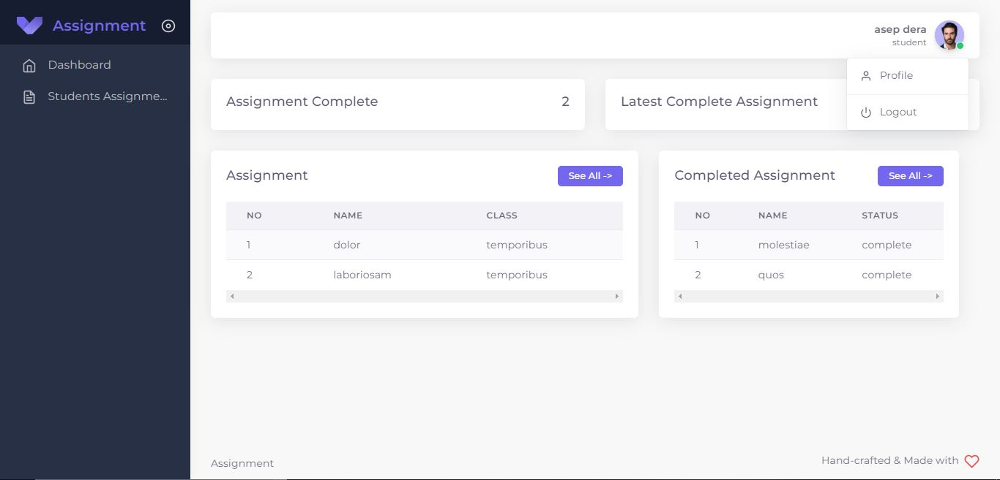 Assignment
Dashboard
Students Assignme...
asep dera
student
Profile
Logout
Assignment Complete 2
Latest Complete Assignment
Assignment See All ->
NO NAME CLASS
1 dolor temporibus
2 laboriosam temporibus
Completed Assignment See All ->
NO NAME STATUS
1 molestiae complete
2 quos complete
Assignment
Hand-crafted & Made with